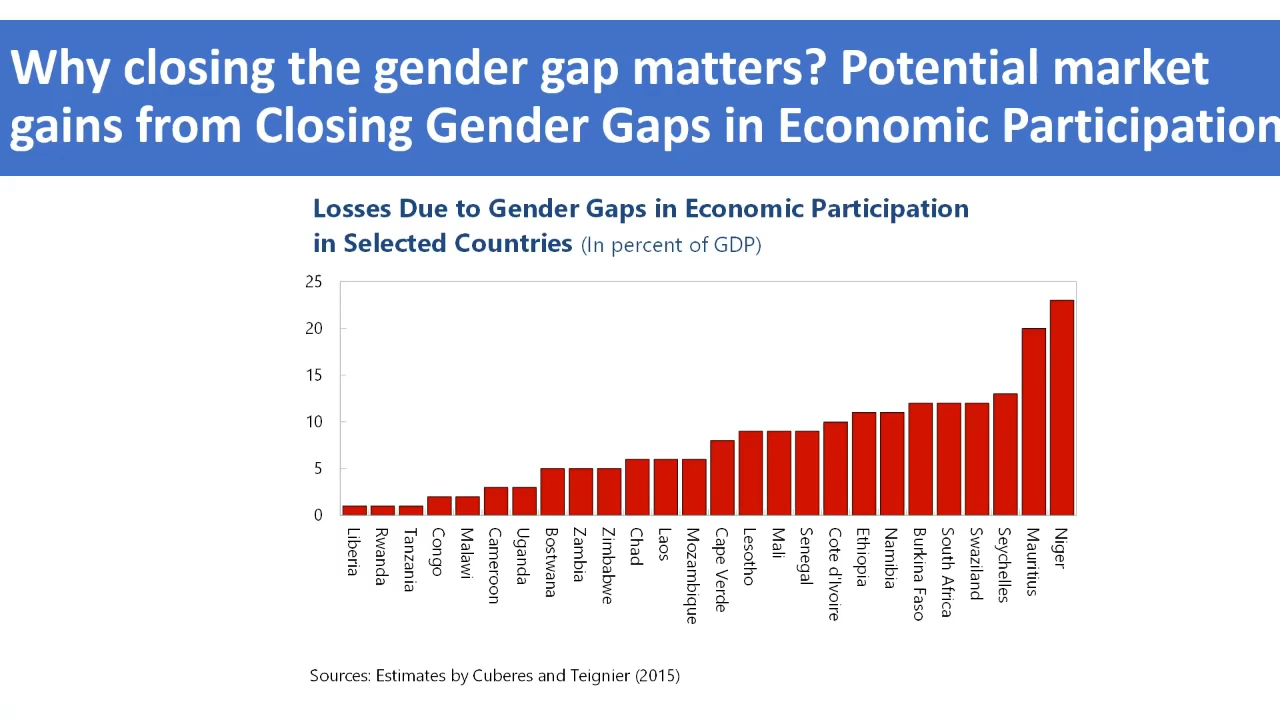 Why closing the gender gap matters? Potential market
gains from Closing Gender Gaps in Economic Participation
Losses Due to Gender Gaps in Economic Participation
in Selected Countries (In percent of GDP)
25
20
15
10
5
0
Liberia
Rwanda
Tanzania
Congo
Malawi
Cameroon
Uganda
Bostwana
Zambia
Zimbabwe
Chad
Laos
Mozambique
Cape Verde
Lesotho
Mali
Senegal
Cote d'Ivoire
Ethiopia
Namibia
Burkina Faso
South Africa
Swaziland
Seychelles
Mauritius
Niger
Sources: Estimates by Cuberes and Teignier (2015)